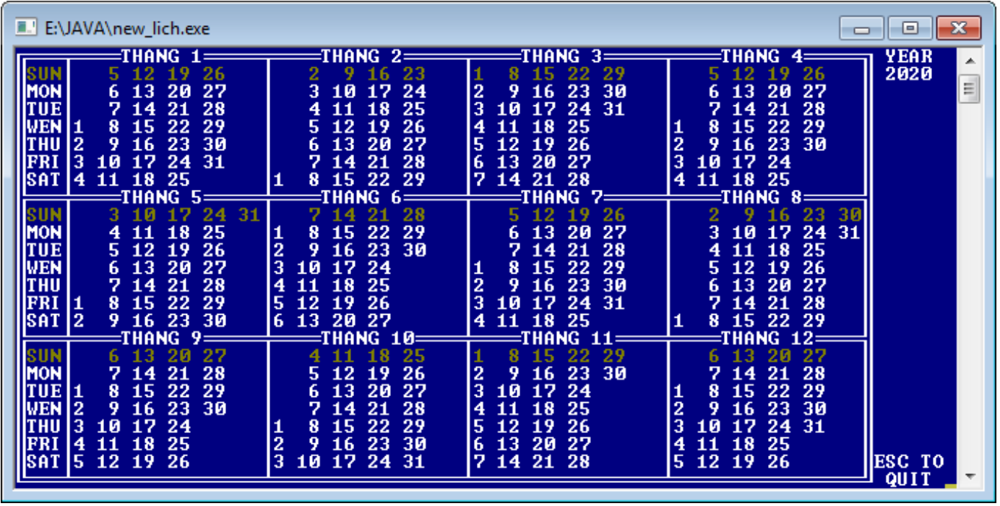 E:\JAVA\new_lich.exe
THANG 1 THANG 2 THANG 3 THANG 4 YEAR
SUN 5 12 19 26 2 9 16 23 1 8 15 22 29 5 12 19 26 2020
MON 6 13 20 27 3 10 17 24 2 9 16 23 30 6 13 20 27
TUE 7 14 21 28 4 11 18 25 3 10 17 24 31 7 14 21 28
WEN 1 8 15 22 29 5 12 19 26 4 11 18 25 1 8 15 22 29
THU 2 9 16 23 30 6 13 20 27 5 12 19 26 2 9 16 23 30
FRI 3 10 17 24 31 7 14 21 28 6 13 20 27 3 10 17 24
SAT 4 11 18 25 1 8 15 22 29 7 14 21 28 4 11 18 25
THANG 5 THANG 6 THANG 7 THANG 8
SUN 3 10 17 24 31 7 14 21 28 5 12 19 26 2 9 16 23 30
MON 4 11 18 25 1 8 15 22 29 6 13 20 27 3 10 17 24 31
TUE 5 12 19 26 2 9 16 23 30 7 14 21 28 4 11 18 25
WEN 6 13 20 27 3 10 17 24 1 8 15 22 29 5 12 19 26
THU 7 14 21 28 4 11 18 25 2 9 16 23 30 6 13 20 27
FRI 1 8 15 22 29 5 12 19 26 3 10 17 24 31 7 14 21 28
SAT 2 9 16 23 30 6 13 20 27 4 11 18 25 1 8 15 22 29
THANG 9 THANG 10 THANG 11 THANG 12
SUN 6 13 20 27 4 11 18 25 1 8 15 22 29 6 13 20 27
MON 7 14 21 28 5 12 19 26 2 9 16 23 30 7 14 21 28
TUE 1 8 15 22 29 6 13 20 27 3 10 17 24 1 8 15 22 29
WEN 2 9 16 23 30 7 14 21 28 4 11 18 25 2 9 16 23 30
THU 3 10 17 24 1 8 15 22 29 5 12 19 26 3 10 17 24 31
FRI 4 11 18 25 2 9 16 23 30 6 13 20 27 4 11 18 25
SAT 5 12 19 26 3 10 17 24 31 7 14 21 28 5 12 19 26 ESC TO
QUIT